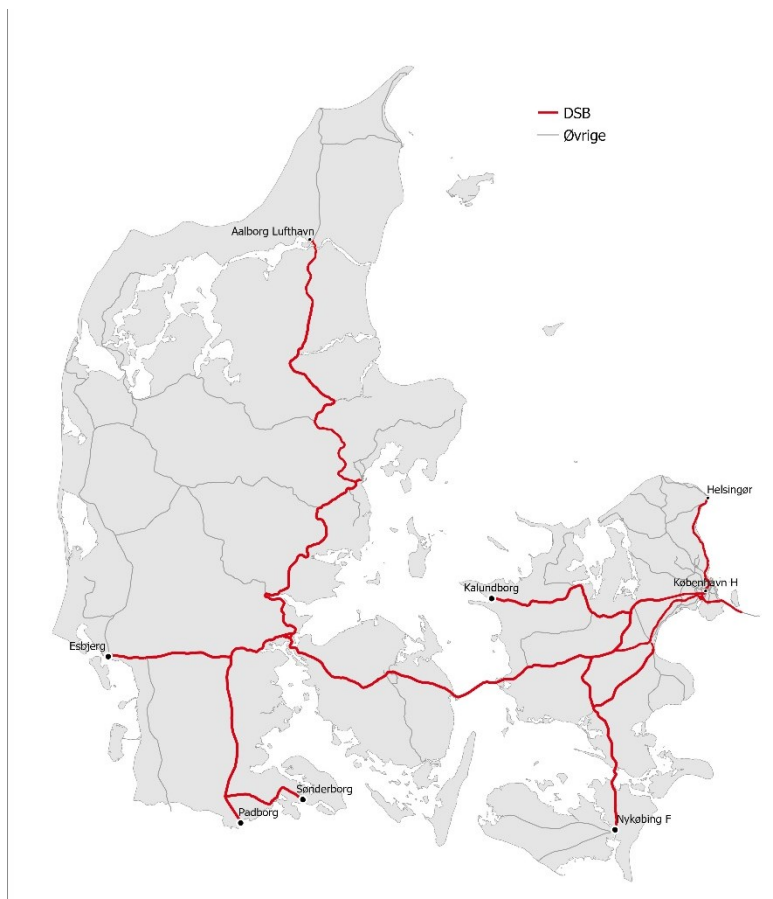 DSB
Øvrige
Aalborg Lufthavn
Helsingør
København H
Kalundborg
Esbjerg
Sønderborg
Padborg
Nykøbing F